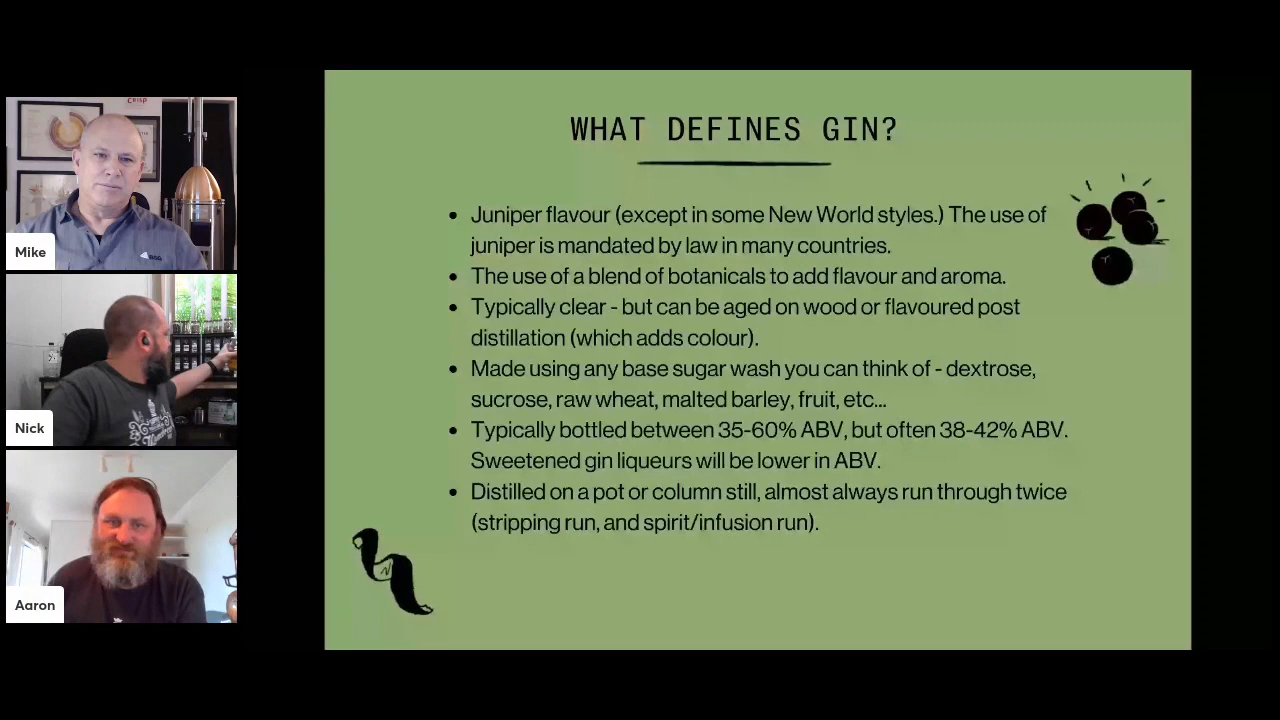 CRISP
Mike
Nick
Aaron
WHAT DEFINES GIN?
• Juniper flavour (except in some New World styles.) The use of
juniper is mandated by law in many countries.
• The use of a blend of botanicals to add flavour and aroma.
• Typically clear - but can be aged on wood or flavoured post
distillation (which adds colour).
• Made using any base sugar wash you can think of - dextrose,
sucrose, raw wheat, malted barley, fruit, etc...
• Typically bottled between 35-60% ABV, but often 38-42% ABV.
Sweetened gin liqueurs will be lower in ABV.
• Distilled on a pot or column still, almost always run through twice
(stripping run, and spirit/infusion run).